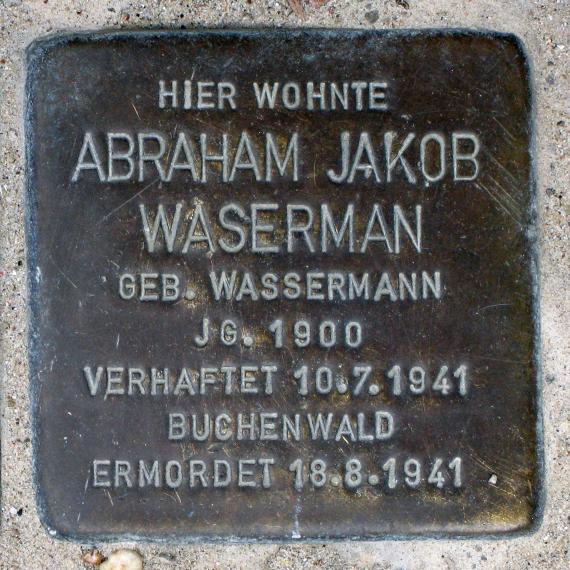 HIER WOHNTE
ABRAHAM JAKOB
WASERMAN
GEB. WASSERMANN
JG. 1900
VERHAFTET 10.7.1941
BUCHENWALD
ERMORDET 18.8.1941